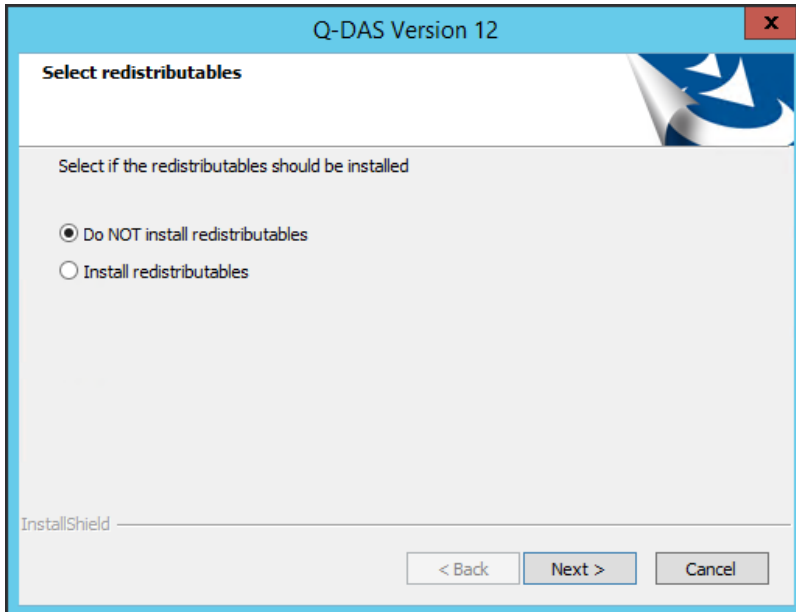 Q-DAS Version 12
x
Select redistributables
Select if the redistributables should be installed
Do NOT install redistributables
Install redistributables
InstallShield
< Back Next > Cancel